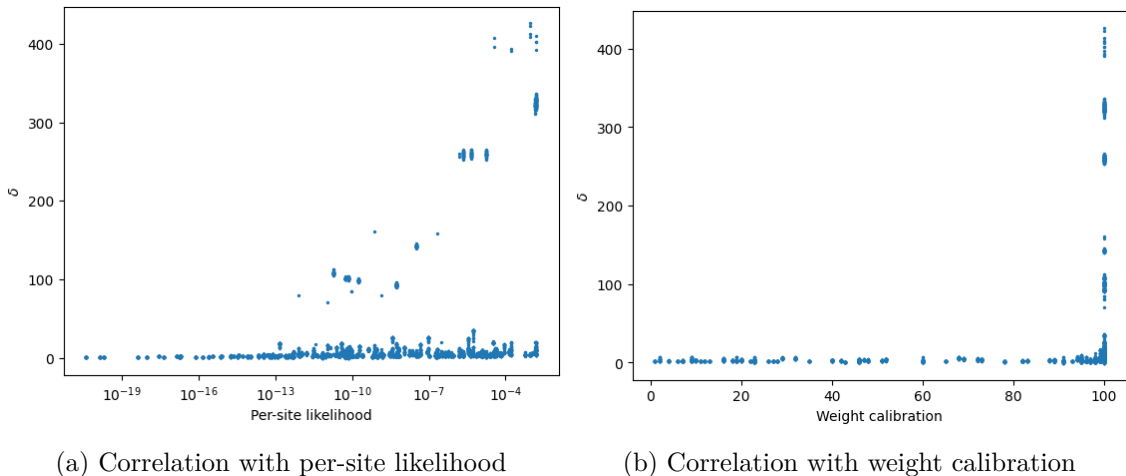 400
300
200
100
0
δ
10⁻¹⁹ 10⁻¹⁶ 10⁻¹³ 10⁻¹⁰ 10⁻⁷ 10⁻⁴
Per-site likelihood
(a) Correlation with per-site likelihood
400
300
200
100
0
δ
0 20 40 60 80 100
Weight calibration
(b) Correlation with weight calibration